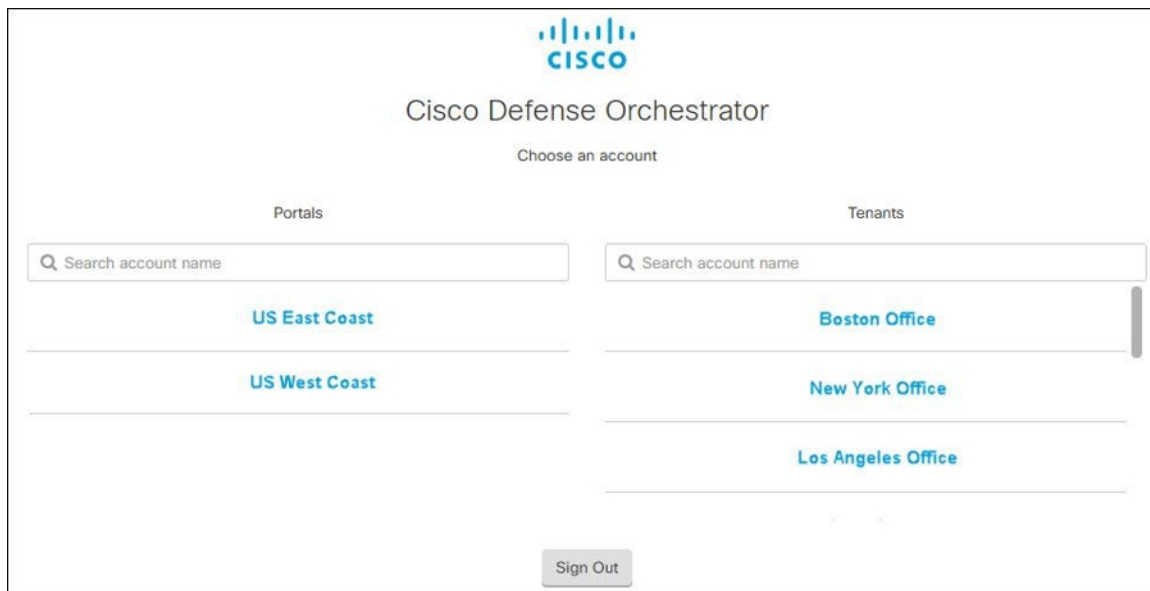 CISCO
Cisco Defense Orchestrator
Choose an account
Portals
Search account name
US East Coast
US West Coast
Tenants
Search account name
Boston Office
New York Office
Los Angeles Office
Sign Out